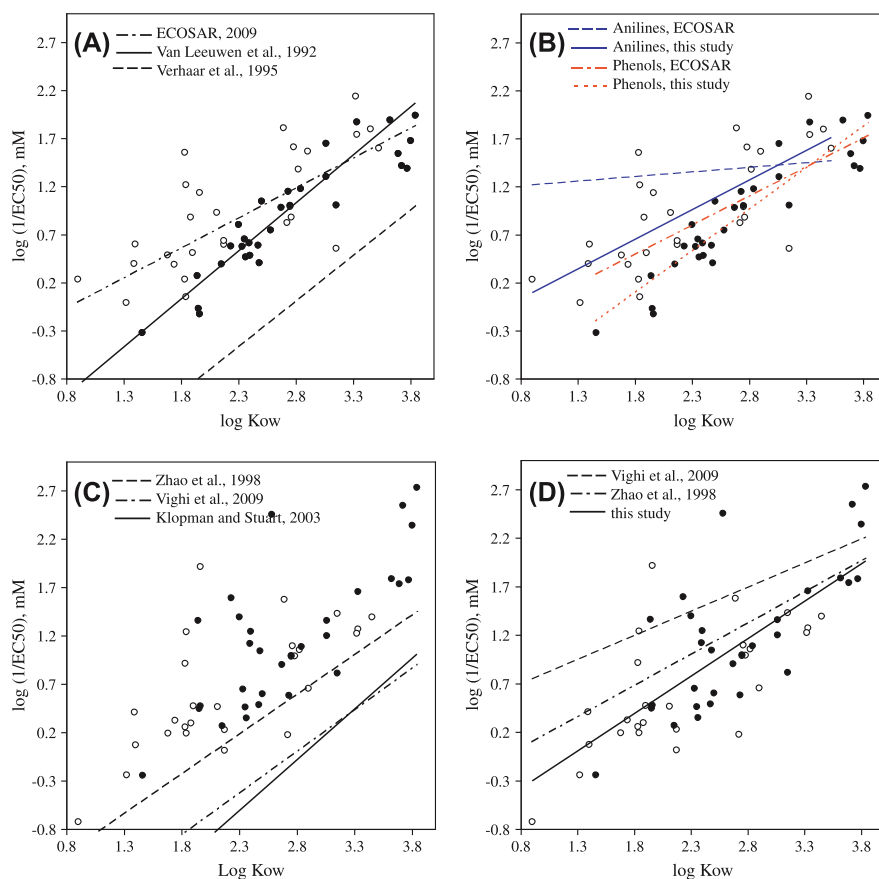 (A)
ECOSAR, 2009
Van Leeuwen et al., 1992
Verhaar et al., 1995
log (1/EC50), mM
2.7
2.2
1.7
1.2
0.7
0.2
-0.3
-0.8
0.8 1.3 1.8 2.3 2.8 3.3 3.8
log Kow
(B)
Anilines, ECOSAR
Anilines, this study
Phenols, ECOSAR
Phenols, this study
log (1/EC50), mM
2.7
2.2
1.7
1.2
0.7
0.2
-0.3
-0.8
0.8 1.3 1.8 2.3 2.8 3.3 3.8
log Kow
(C)
Zhao et al., 1998
Vighi et al., 2009
Klopman and Stuart, 2003
log (1/EC50), mM
2.7
2.2
1.7
1.2
0.7
0.2
-0.3
-0.8
0.8 1.3 1.8 2.3 2.8 3.3 3.8
Log Kow
(D)
Vighi et al., 2009
Zhao et al., 1998
this study
log (1/EC50), mM
2.7
2.2
1.7
1.2
0.7
0.2
-0.3
-0.8
0.8 1.3 1.8 2.3 2.8 3.3 3.8
log Kow